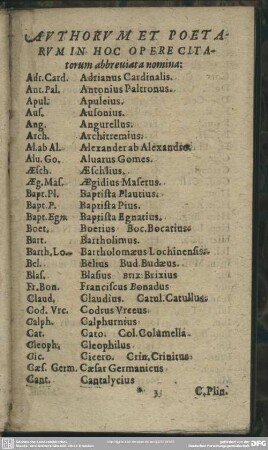 AVTHORVM ET POETA-
RVM IN HOC OPERE CITA-
torum abbreviata nomina:
Adr. Card. Adrianus Cardinalis.
Ant. Pal. Antonius Paltronus.
Apul. Apuleius.
Aus. Ausonius.
Ang. Angurellus.
Arch. Architrenius.
Al. ab Al. Alexander ab Alexandro
Alu. Go. Aluarus Gomes.
Æsch. Æschilus.
Æg. Mas. Ægidius Maserus.
Bapt. Pl. Baptista Plautius.
Bapt. P. Baptista Pius.
Bapt. Egn. Baptista Egnatius.
Boet. Boetius Boc. Bocatius
Bart. Bartholinus.
Barth. Lo. Bartholomæus Lochinensis
Bel. Belius Bud Budæus.
Blas. Blasius BRIX Brixius
Fr. Bon. Franciscus Bonadus
Claud, Claudius. Catul. Catullus
Cod. Vrc. Codrus Vrceus
Calph. Calphurnius
Cat. Cato. Col. Columella
Cleoph, Cleophilus
Cic. Cicero. Crin, Crinitus
Cæs. Germ. Cæsar Germanicus
Cant. Cantalycius
C, Plin.